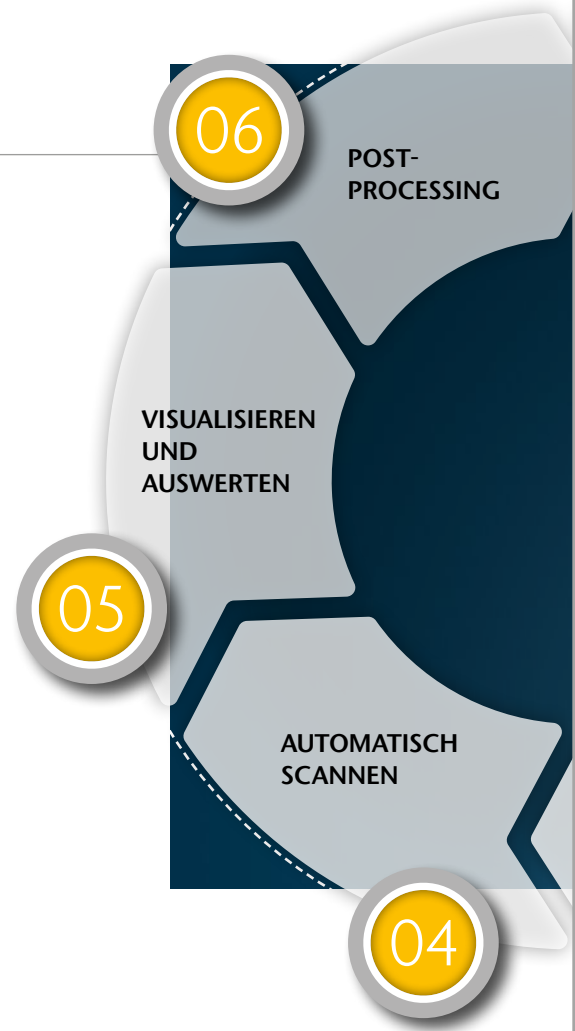 06
POST-
PROCESSING
VISUALISIEREN
UND
AUSWERTEN
05
AUTOMATISCH
SCANNEN
04